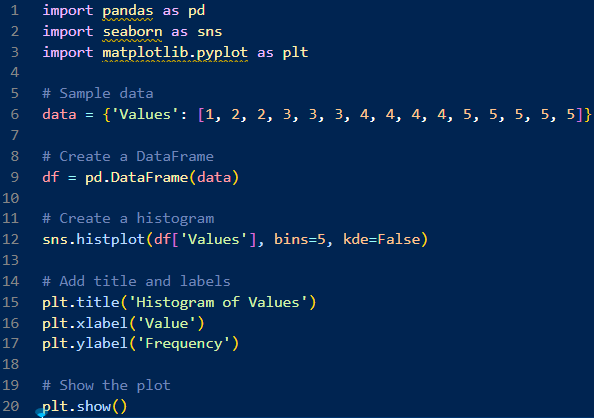 1 import pandas as pd
2 import seaborn as sns
3 import matplotlib.pyplot as plt
4
5 # Sample data
6 data = {'Values': [1, 2, 2, 3, 3, 3, 4, 4, 4, 4, 5, 5, 5, 5, 5]}
7
8 # Create a DataFrame
9 df = pd.DataFrame(data)
10
11 # Create a histogram
12 sns.histplot(df['Values'], bins=5, kde=False)
13
14 # Add title and labels
15 plt.title('Histogram of Values')
16 plt.xlabel('Value')
17 plt.ylabel('Frequency')
18
19 # Show the plot
20 plt.show()